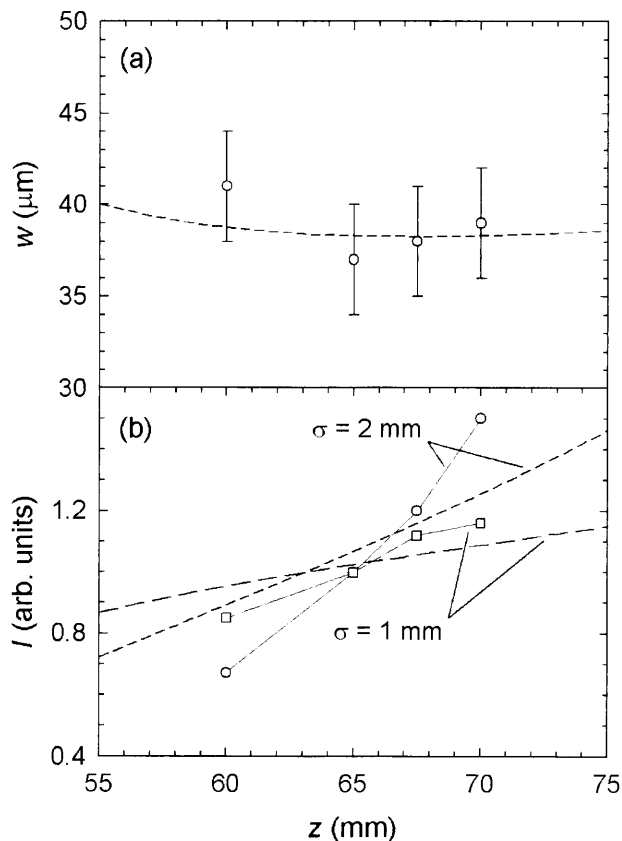 50
(a)
45
40
w (μm)
35
30
(b)
σ = 2 mm
1.2
I (arb. units)
0.8
σ = 1 mm
0.4
55 60 65 70 75
z (mm)